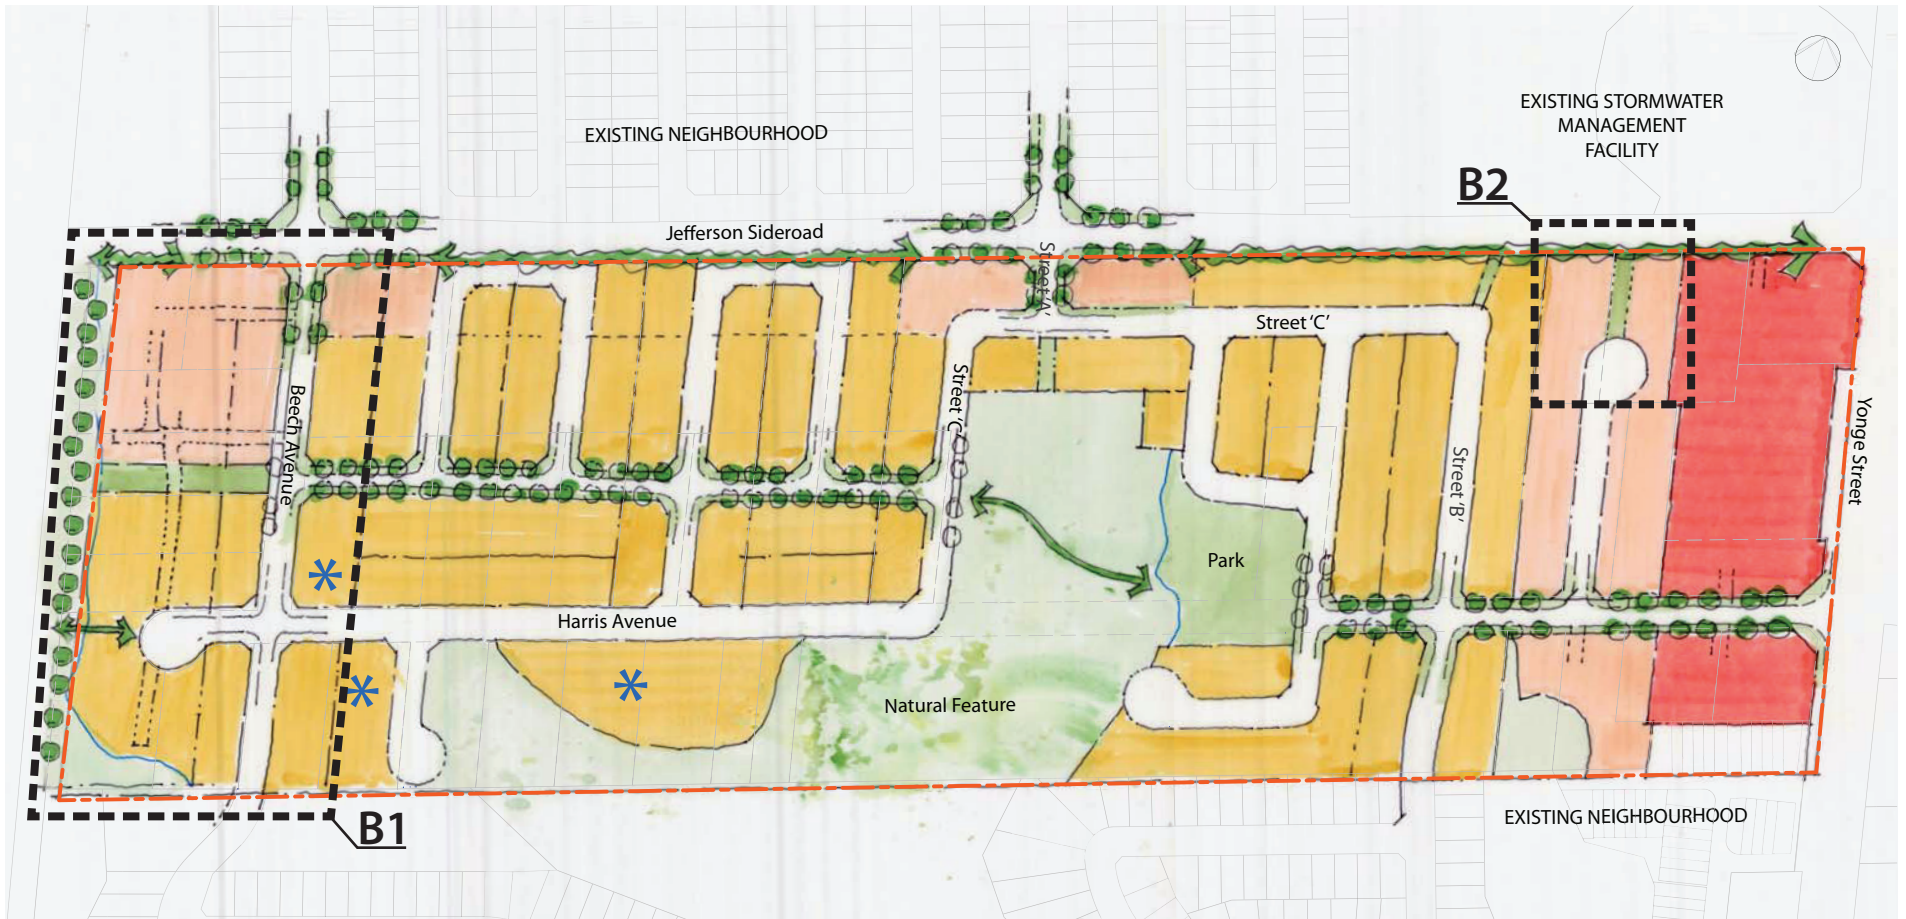 EXISTING STORMWATER
MANAGEMENT
FACILITY
EXISTING NEIGHBOURHOOD
B2
Jefferson Sideroad
Street 'A'
Street 'C'
Street 'C'
Beech Avenue
Yonge Street
Street 'B'
Park
*
Harris Avenue
*
*
Natural Feature
EXISTING NEIGHBOURHOOD
B1